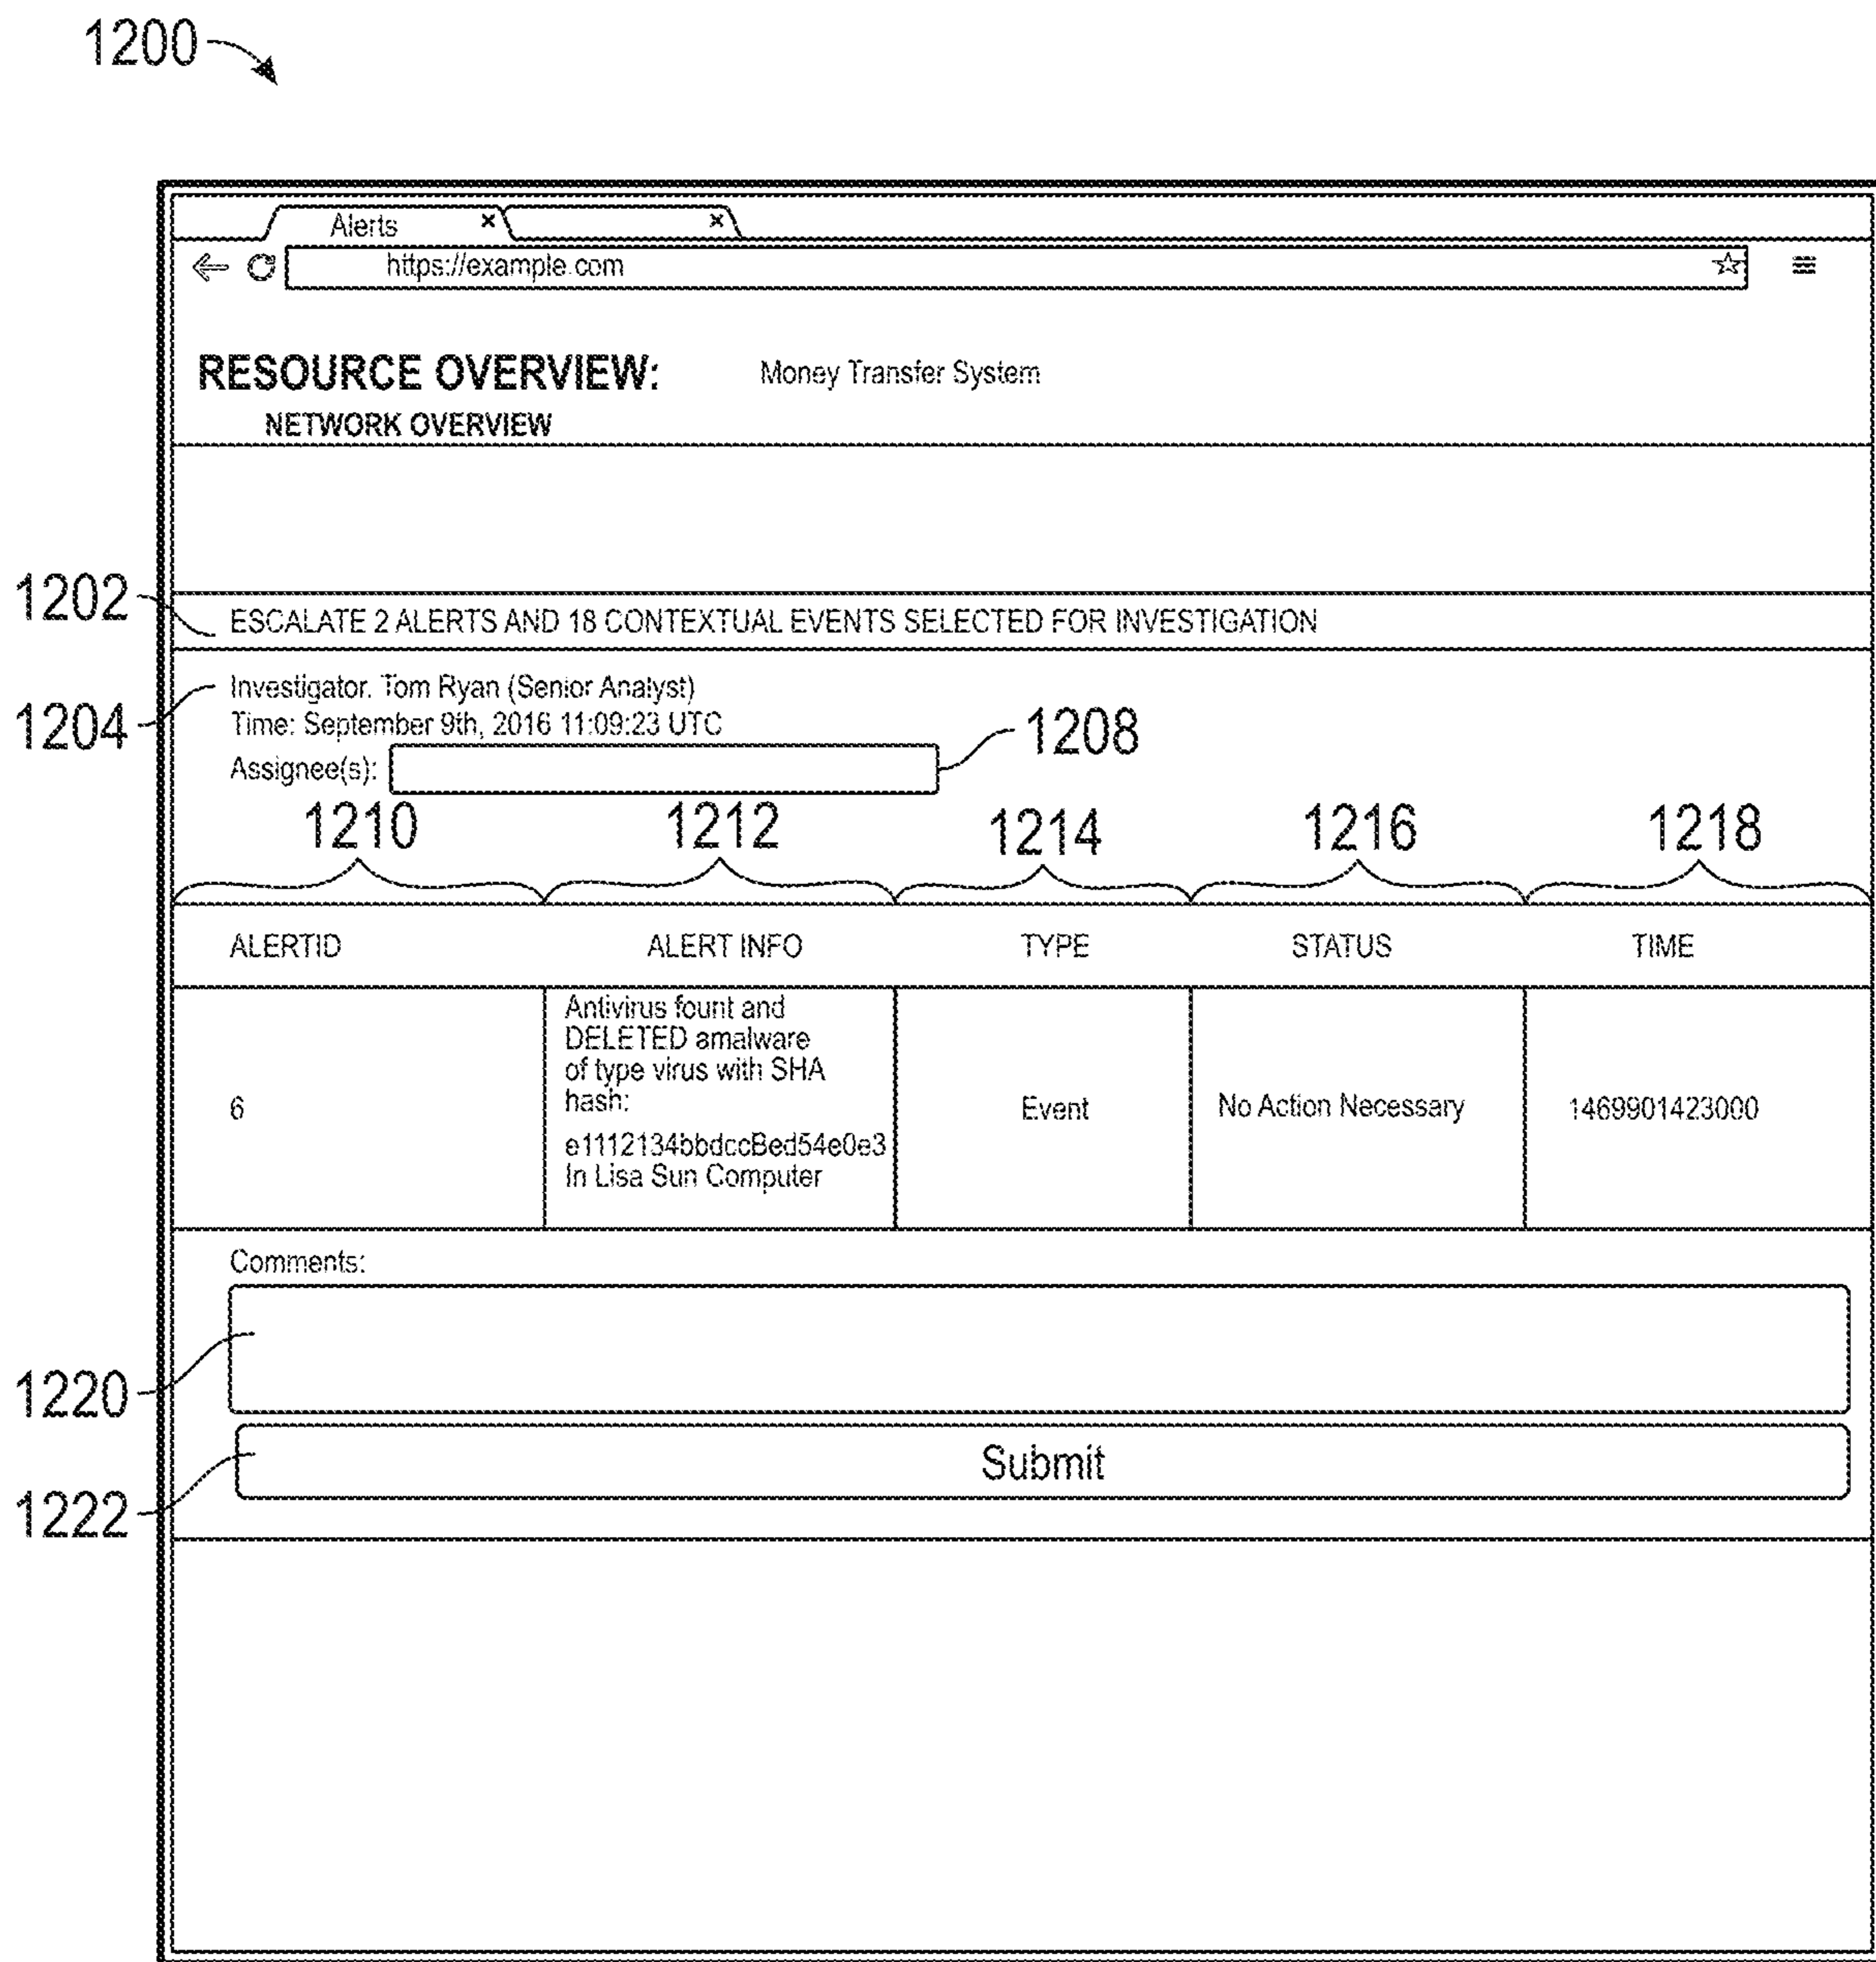 1200
Alerts × ×
https://example.com
RESOURCE OVERVIEW: Money Transfer System
NETWORK OVERVIEW
1202
ESCALATE 2 ALERTS AND 18 CONTEXTUAL EVENTS SELECTED FOR INVESTIGATION
1204
Investigator. Tom Ryan (Senior Analyst)
Time: September 9th, 2016 11:09:23 UTC
Assignee(s):
1208
1210 1212 1214 1216 1218
ALERTID ALERT INFO TYPE STATUS TIME
6
Antivirus fount and
DELETED amalware
of type virus with SHA
hash:
e1112134bbdccBed54e0e3
In Lisa Sun Computer
Event
No Action Necessary
1469901423000
Comments:
1220
Submit
1222